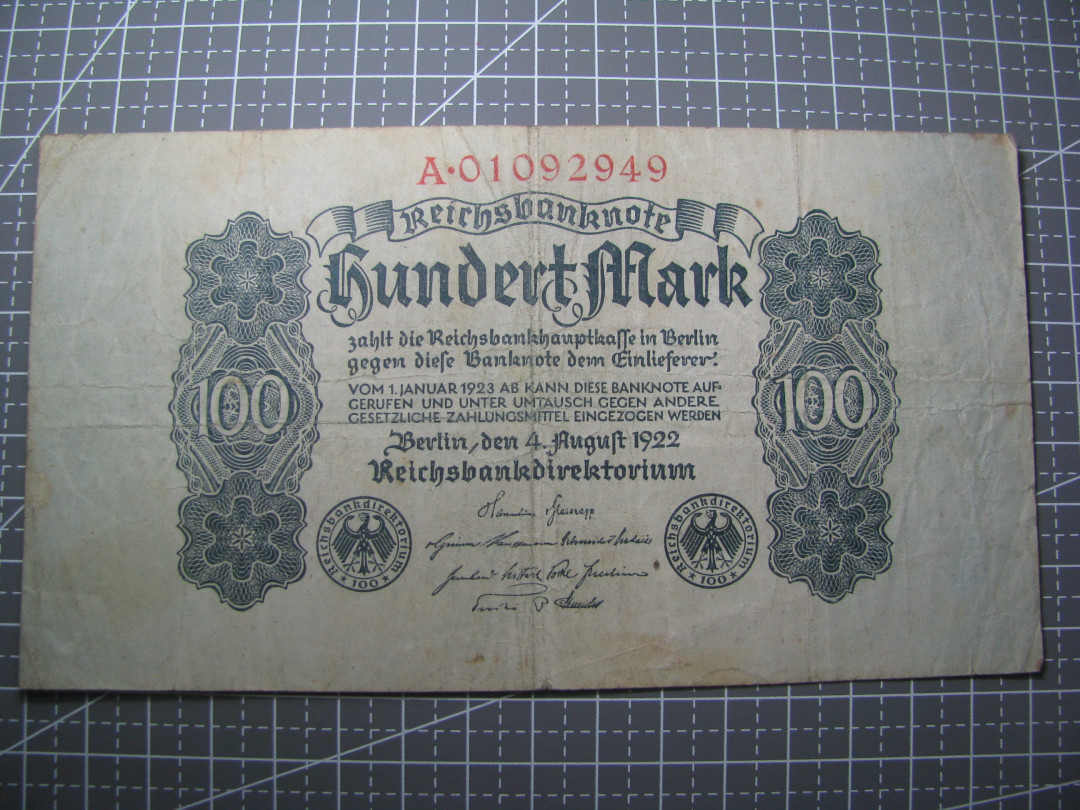 A·01092949
Reichsbanknote
Hundert Mark
zahlt die Reichsbankhauptkasse in Berlin
gegen diese Banknote dem Einlieferer:
VOM 1. JANUAR 1923 AB KANN DIESE BANKNOTE AUF-
GERUFEN UND UNTER UMTAUSCH GEGEN ANDERE
GESETZLICHE ZAHLUNGSMITTEL EINGEZOGEN WERDEN
100
100
Berlin, den 4. August 1922
Reichsbankdirektorium
Reichsbankdirektorium
100
Reichsbankdirektorium
100